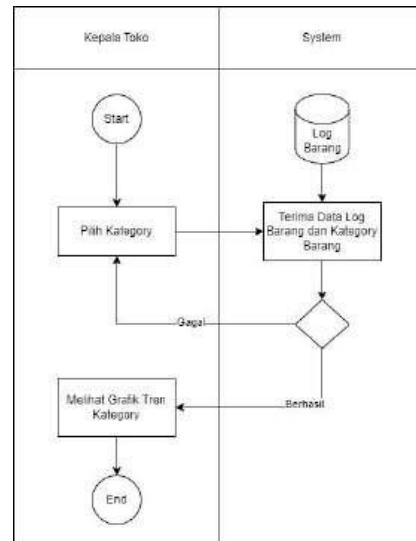 Kepala Toko
System
Start
Log
Barang
Pilih Kategory
Terima Data Log
Barang dan Kategory
Barang
Gagal
Melihat Grafik Tren
Kategory
Berhasil
End